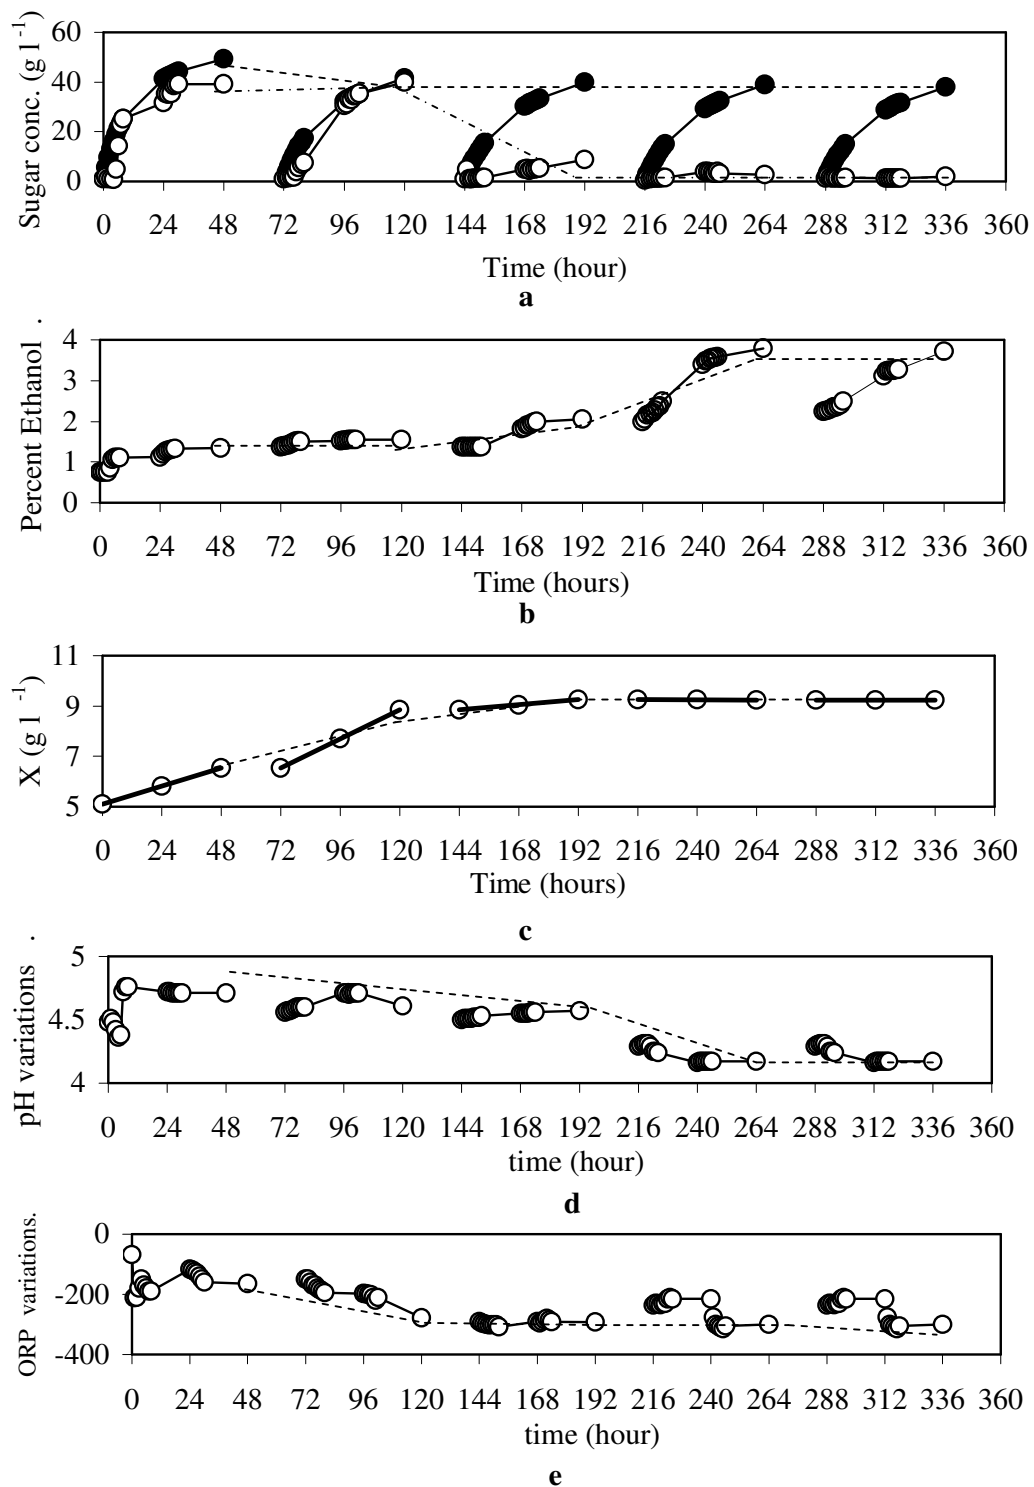 Sugar conc. (g l -1)
60
40
20
0
0 24 48 72 96 120 144 168 192 216 240 264 288 312 336 360
Time (hour)
a
Percent Ethanol .
4
3
2
1
0
0 24 48 72 96 120 144 168 192 216 240 264 288 312 336 360
Time (hours)
b
X (g l -1)
11
9
7
5
0 24 48 72 96 120 144 168 192 216 240 264 288 312 336 360
Time (hours)
c
pH variations .
5
4.5
4
0 24 48 72 96 120 144 168 192 216 240 264 288 312 336 360
time (hour)
d
ORP variations.
0
-200
-400
0 24 48 72 96 120 144 168 192 216 240 264 288 312 336 360
time (hour)
e